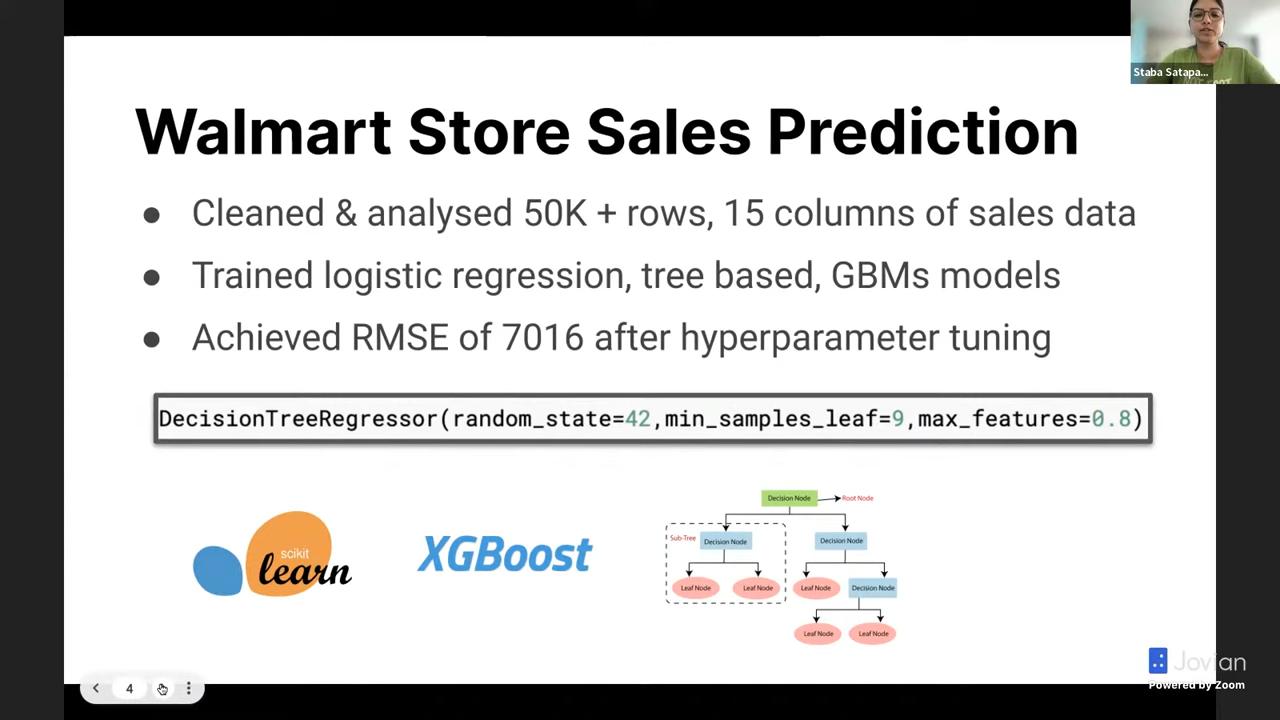 Staba Satapa...
Walmart Store Sales Prediction
● Cleaned & analysed 50K + rows, 15 columns of sales data
● Trained logistic regression, tree based, GBMs models
● Achieved RMSE of 7016 after hyperparameter tuning
DecisionTreeRegressor(random_state=42,min_samples_leaf=9,max_features=0.8)
scikit
learn
XGBoost
Decision Node
Root Node
Sub-Tree
Decision Node
Decision Node
Leaf Node
Leaf Node
Leaf Node
Decision Node
Leaf Node
Leaf Node
Jovian
Powered by Zoom
4